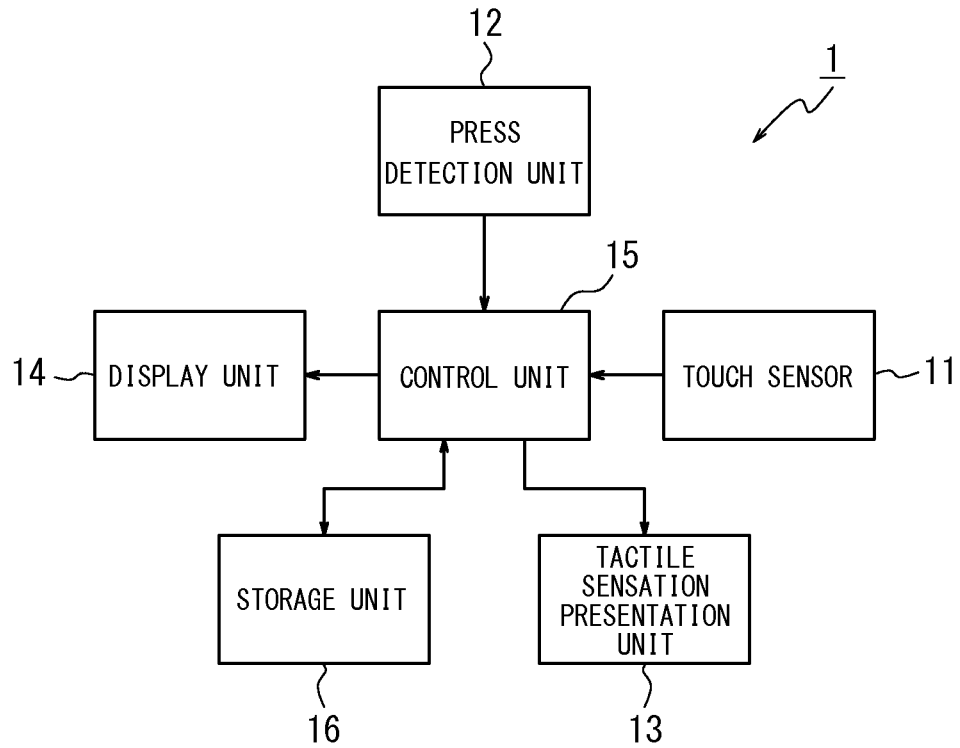 12
1
PRESS
DETECTION UNIT
15
14
DISPLAY UNIT
CONTROL UNIT
TOUCH SENSOR
11
STORAGE UNIT
TACTILE
SENSATION
PRESENTATION
UNIT
16
13